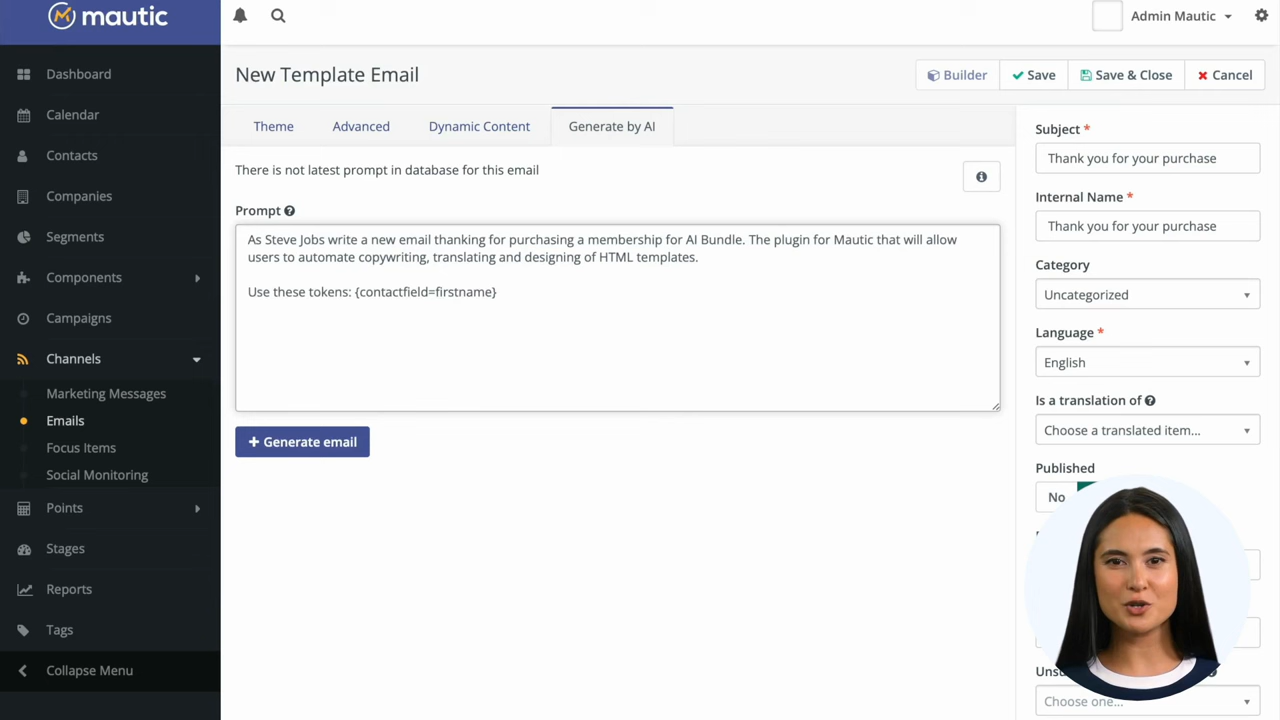 mautic
Admin Mautic
Dashboard
Calendar
Contacts
Companies
Segments
Components
Campaigns
Channels
Marketing Messages
Emails
Focus Items
Social Monitoring
Points
Stages
Reports
Tags
Collapse Menu
New Template Email
Builder
Save
Save & Close
Cancel
Theme
Advanced
Dynamic Content
Generate by AI
There is not latest prompt in database for this email
Prompt
As Steve Jobs write a new email thanking for purchasing a membership for AI Bundle. The plugin for Mautic that will allow
users to automate copywriting, translating and designing of HTML templates.
Use these tokens: {contactfield=firstname}
+ Generate email
Subject *
Thank you for your purchase
Internal Name *
Thank you for your purchase
Category
Uncategorized
Language *
English
Is a translation of
Choose a translated item...
Published
No
Choose one...